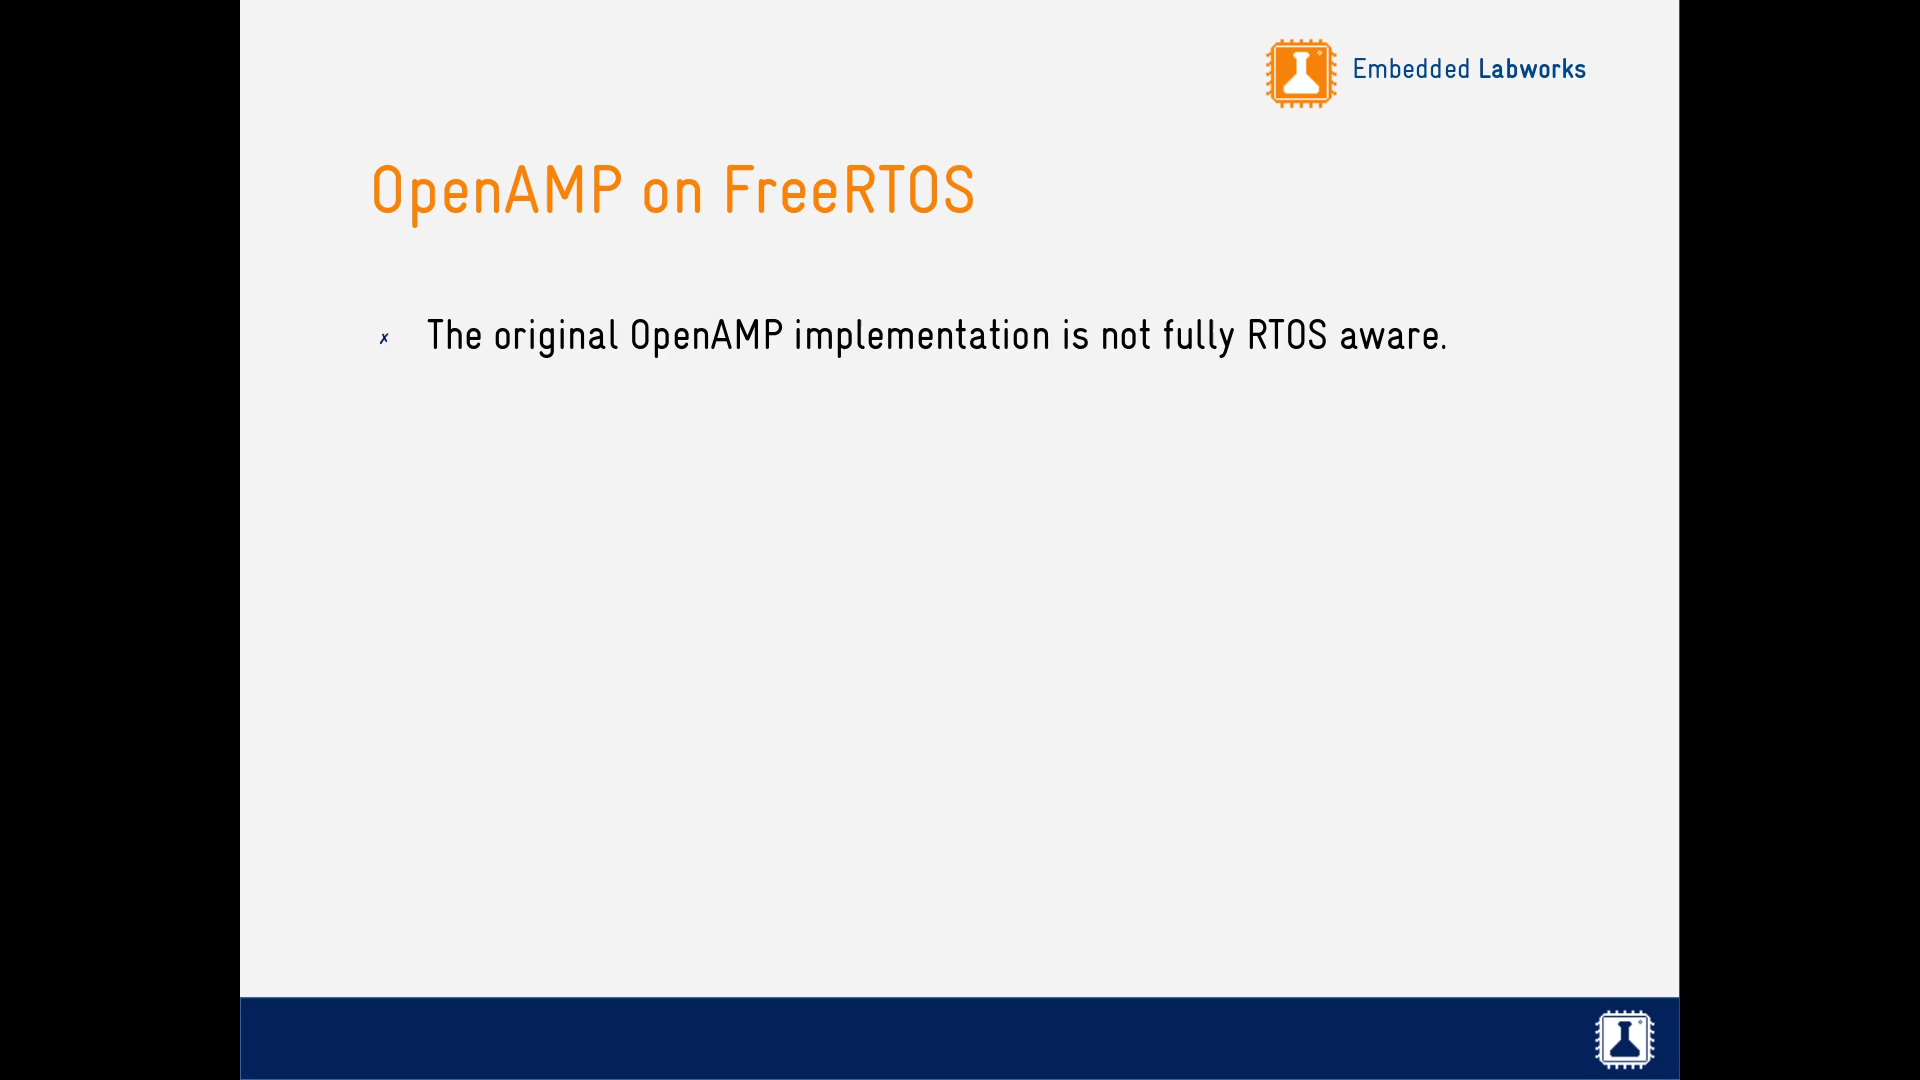 Embedded Labworks
OpenAMP on FreeRTOS
✗ The original OpenAMP implementation is not fully RTOS aware.